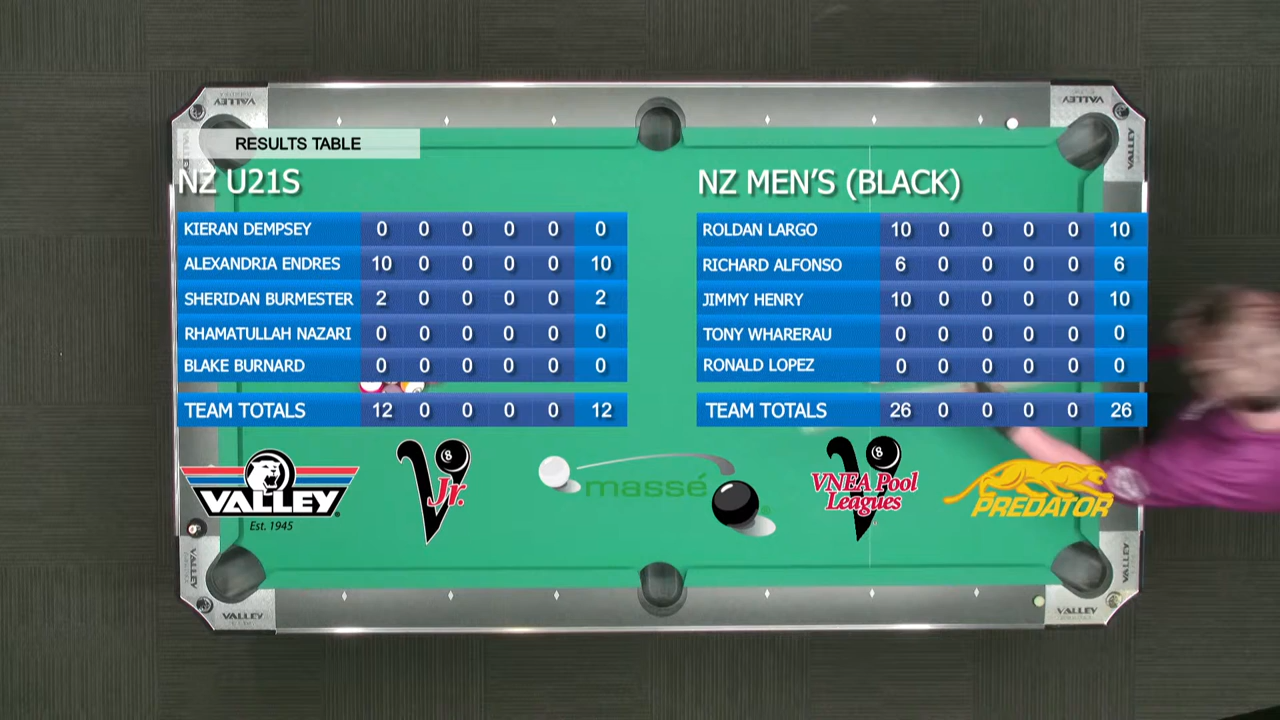 RESULTS TABLE
NZ U21S
KIERAN DEMPSEY 0 0 0 0 0 0
ALEXANDRIA ENDRES 10 0 0 0 0 10
SHERIDAN BURMESTER 2 0 0 0 0 2
RHAMATULLAH NAZARI 0 0 0 0 0 0
BLAKE BURNARD 0 0 0 0 0 0
TEAM TOTALS 12 0 0 0 0 12
NZ MEN'S (BLACK)
ROLDAN LARGO 10 0 0 0 0 10
RICHARD ALFONSO 6 0 0 0 0 6
JIMMY HENRY 10 0 0 0 0 10
TONY WHARERAU 0 0 0 0 0 0
RONALD LOPEZ 0 0 0 0 0 0
TEAM TOTALS 26 0 0 0 0 26
VALLEY
Est. 1945
8
Jr.
massé
8
VNEA Pool
Leagues
PREDATOR
VALLEY
VALLEY
VALLEY
VALLEY
VALLEY
VALLEY
VALLEY